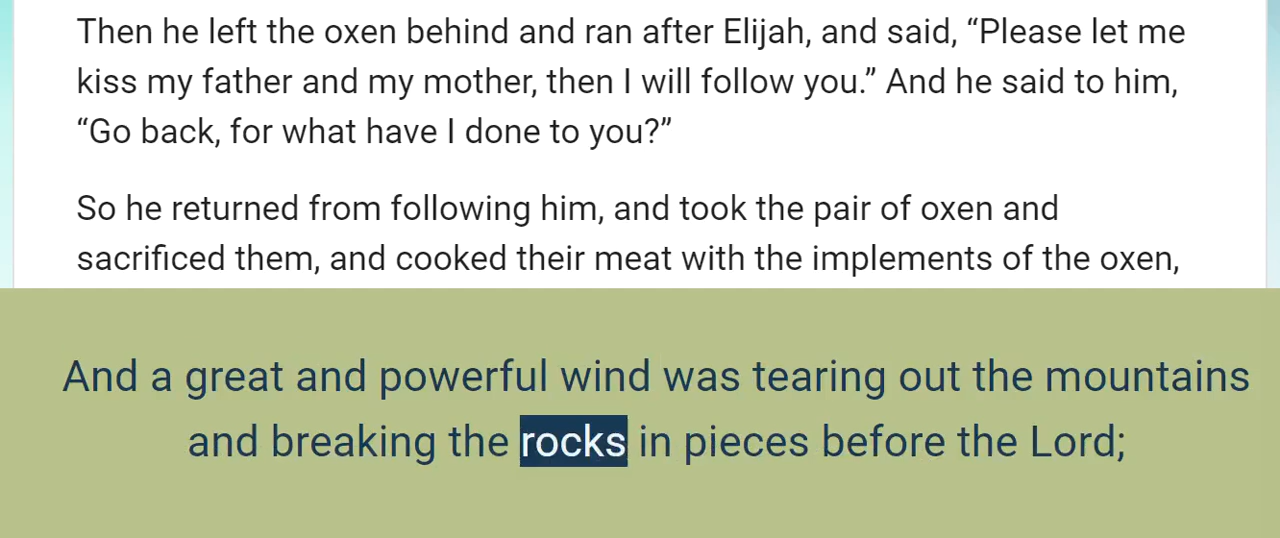 Then he left the oxen behind and ran after Elijah, and said, “Please let me
kiss my father and my mother, then I will follow you.” And he said to him,
“Go back, for what have I done to you?”
So he returned from following him, and took the pair of oxen and
sacrificed them, and cooked their meat with the implements of the oxen,
And a great and powerful wind was tearing out the mountains
and breaking the rocks in pieces before the Lord;